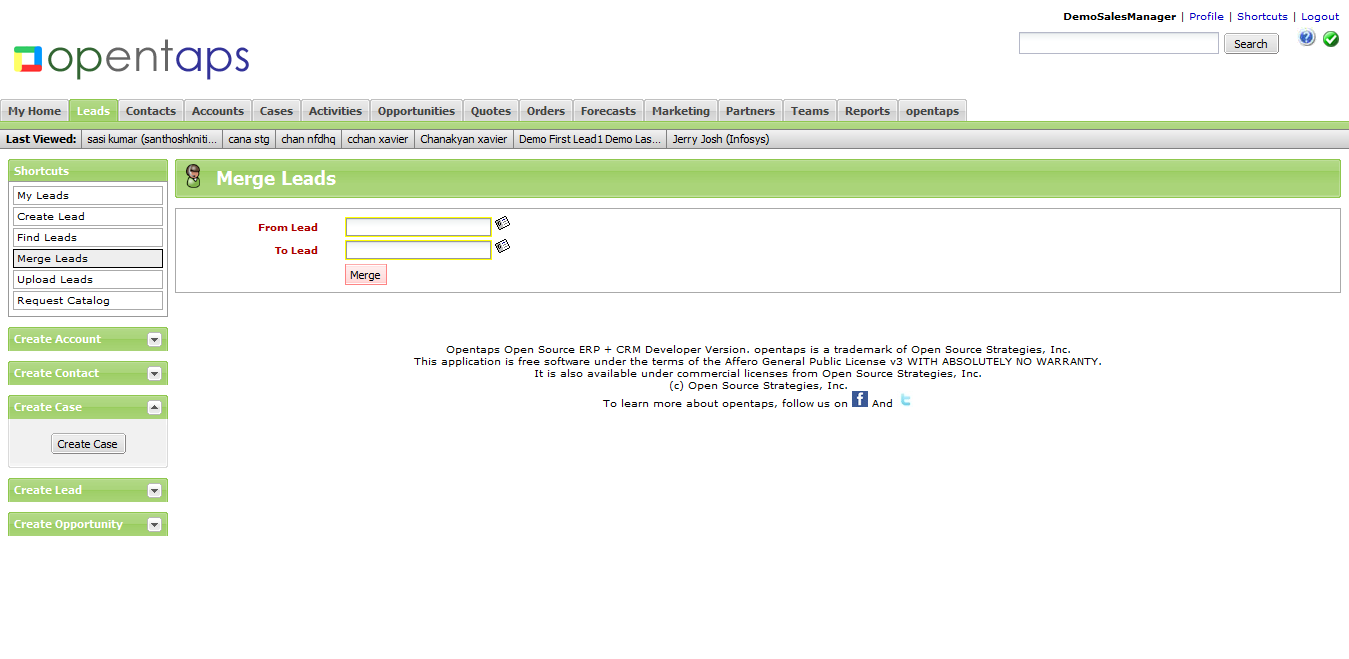 DemoSalesManager | Profile | Shortcuts | Logout
opentaps
Search
My Home Leads Contacts Accounts Cases Activities Opportunities Quotes Orders Forecasts Marketing Partners Teams Reports opentaps
Last Viewed: sasi kumar (santhoshkniti... cana stg chan nfdhq cchan xavier Chanakyan xavier Demo First Lead1 Demo Las... Jerry Josh (Infosys)
Shortcuts
My Leads
Create Lead
Find Leads
Merge Leads
Upload Leads
Request Catalog
Create Account
Create Contact
Create Case
Create Case
Create Lead
Create Opportunity
Merge Leads
From Lead
To Lead
Merge
Opentaps Open Source ERP + CRM Developer Version. opentaps is a trademark of Open Source Strategies, Inc.
This application is free software under the terms of the Affero General Public License v3 WITH ABSOLUTELY NO WARRANTY.
It is also available under commercial licenses from Open Source Strategies, Inc.
(c) Open Source Strategies, Inc.
To learn more about opentaps, follow us on f And t